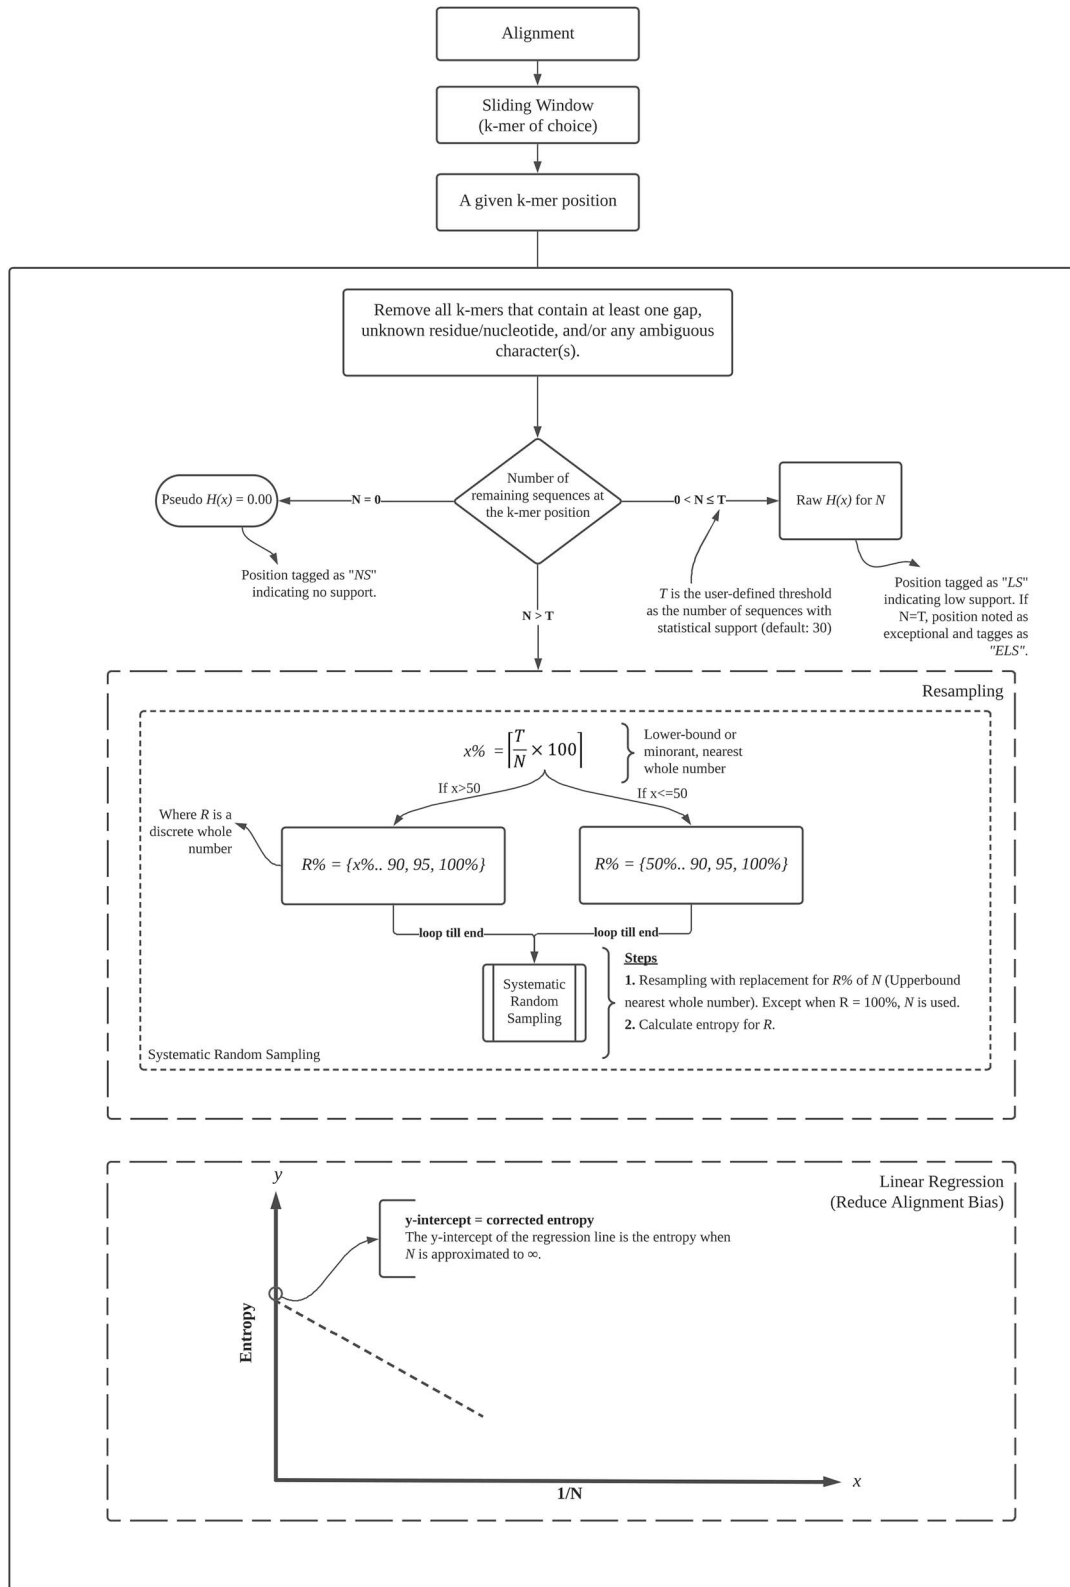 Alignment
Sliding Window
(k-mer of choice)
A given k-mer position
Remove all k-mers that contain at least one gap,
unknown residue/nucleotide, and/or any ambiguous
character(s).
Number of
remaining sequences at
the k-mer position
Pseudo H(x) = 0.00
N = 0
0 < N ≤ T
Raw H(x) for N
Position tagged as "NS"
indicating no support.
N > T
T is the user-defined threshold
as the number of sequences with
statistical support (default: 30)
Position tagged as "LS"
indicating low support. If
N=T, position noted as
exceptional and tagges as
"ELS".
Resampling
x% = ⌈T/N × 100⌉
Lower-bound or
minorant, nearest
whole number
If x>50
If x<=50
Where R is a
discrete whole
number
R% = {x%.. 90, 95, 100%}
R% = {50%.. 90, 95, 100%}
loop till end
loop till end
Systematic
Random
Sampling
Steps
1. Resampling with replacement for R% of N (Upperbound
nearest whole number). Except when R = 100%, N is used.
2. Calculate entropy for R.
Systematic Random Sampling
Linear Regression
(Reduce Alignment Bias)
y
y-intercept = corrected entropy
The y-intercept of the regression line is the entropy when
N is approximated to ∞.
Entropy
x
1/N